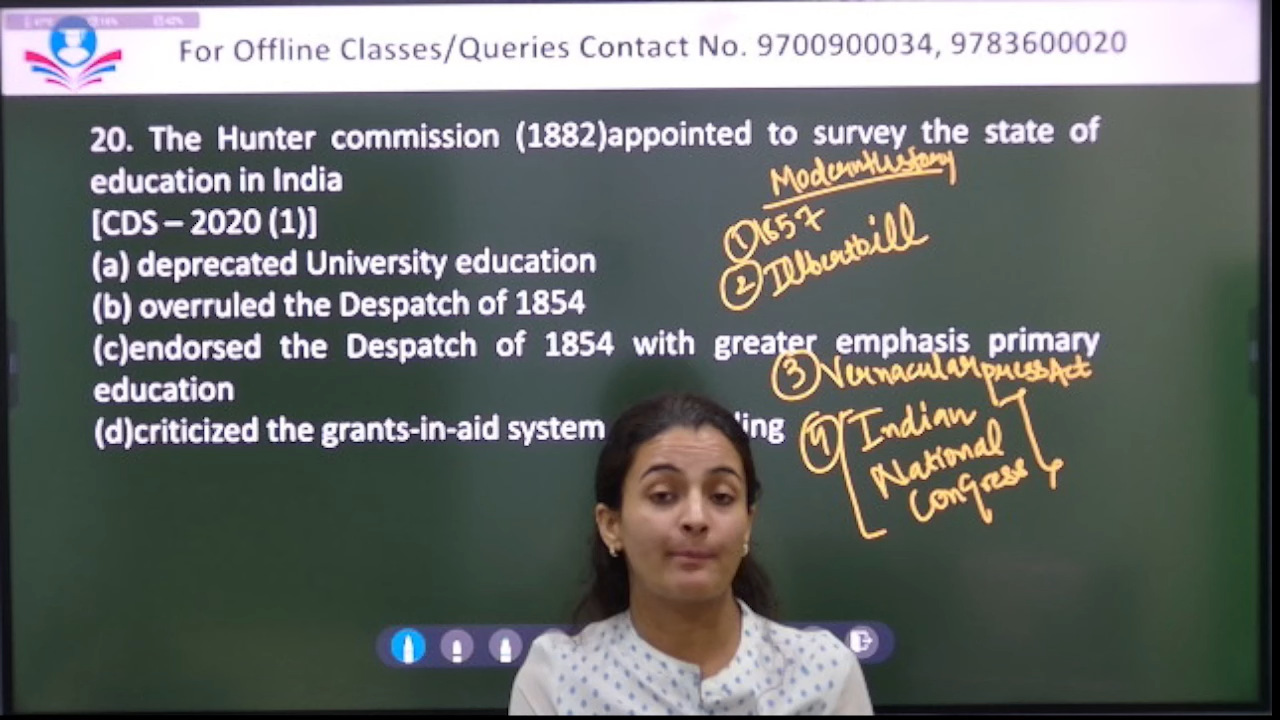 For Offline Classes/Queries Contact No. 9700900034, 9783600020
20. The Hunter commission (1882)appointed to survey the state of
education in India
[CDS – 2020 (1)]
(a) deprecated University education
(b) overruled the Despatch of 1854
(c)endorsed the Despatch of 1854 with greater emphasis primary
education
(d)criticized the grants-in-aid system
Modern History
① 1857
② Ilbert bill
③ Vernacular press Act
④ Indian
National
Congress